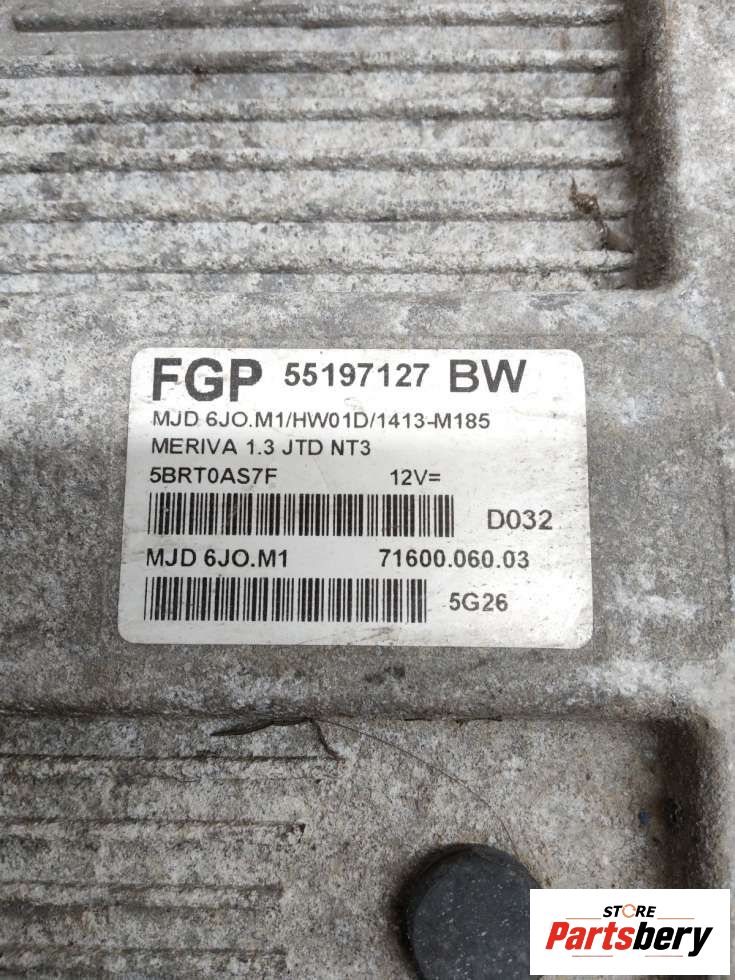 FGP 55197127 BW
MJD 6JO.M1/HW01D/1413-M185
MERIVA 1.3 JTD NT3
5BRT0AS7F 12V=
D032
MJD 6JO.M1 71600.060.03
5G26
STORE
Partsbery